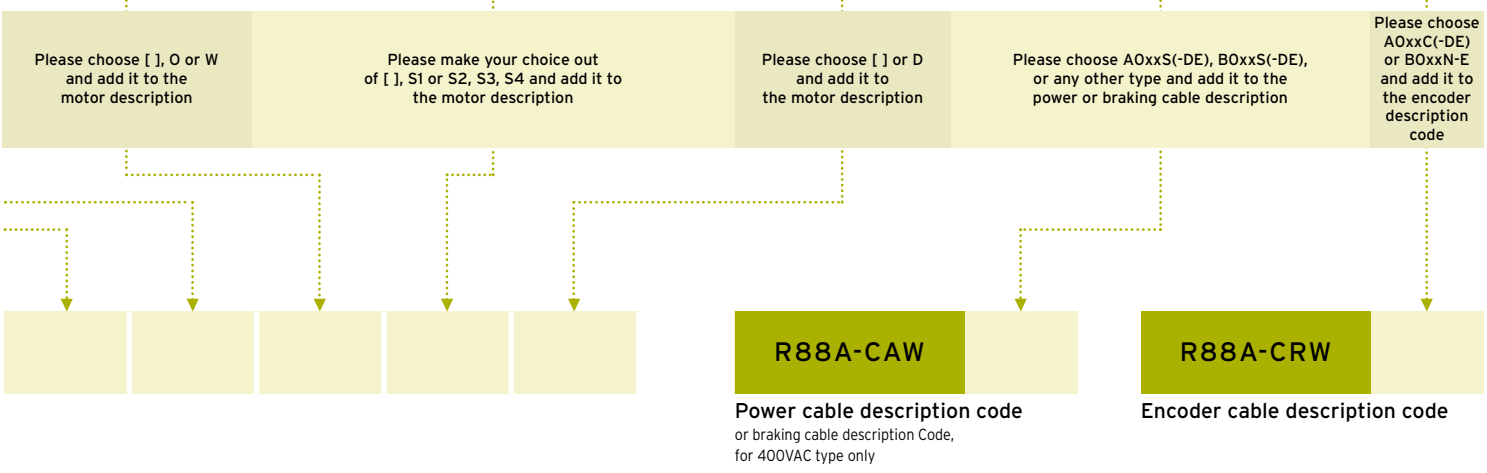 Please choose [ ], O or W
and add it to the
motor description
Please make your choice out
of [ ], S1 or S2, S3, S4 and add it to
the motor description
Please choose [ ] or D
and add it to
the motor description
Please choose A0xxS(-DE), B0xxS(-DE),
or any other type and add it to the
power or braking cable description
Please choose
A0xxC(-DE)
or B0xxN-E
and add it to
the encoder
description
code
R88A-CAW
Power cable description code
or braking cable description Code,
for 400VAC type only
R88A-CRW
Encoder cable description code